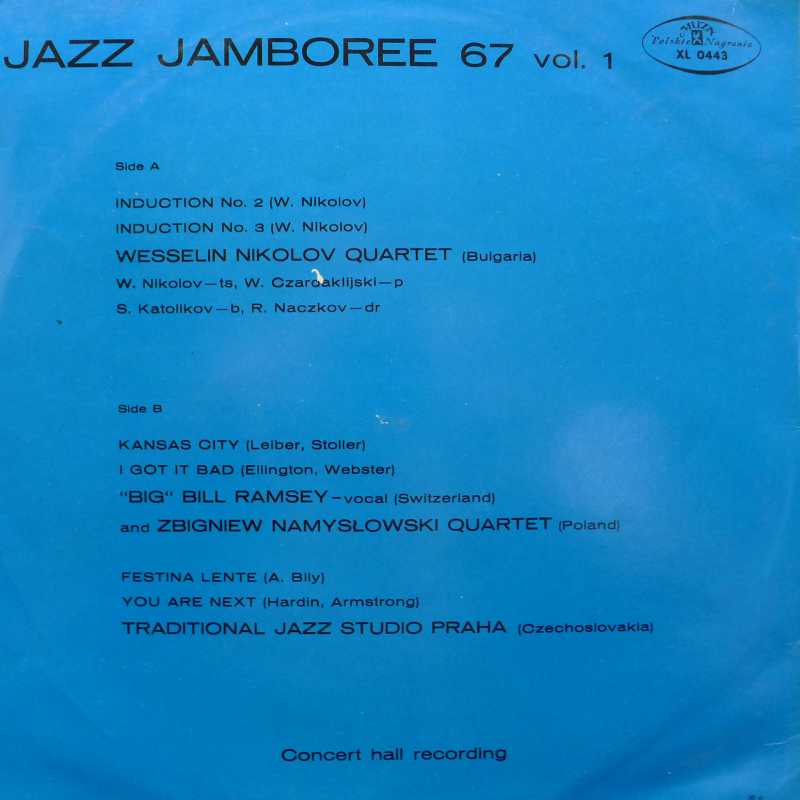 JAZZ JAMBOREE 67 vol. 1
MUZA
Polskie Nagrania
XL 0443
Side A
INDUCTION No. 2 (W. Nikolov)
INDUCTION No. 3 (W. Nikolov)
WESSELIN NIKOLOV QUARTET (Bulgaria)
W. Nikolov—ts, W. Czardaklijski—p
S. Katolikov—b, R. Naczkov—dr
Side B
KANSAS CITY (Leiber, Stoller)
I GOT IT BAD (Ellington, Webster)
“BIG“ BILL RAMSEY—vocal (Switzerland)
and ZBIGNIEW NAMYSŁOWSKI QUARTET (Poland)
FESTINA LENTE (A. Bily)
YOU ARE NEXT (Hardin, Armstrong)
TRADITIONAL JAZZ STUDIO PRAHA (Czechoslovakia)
Concert hall recording